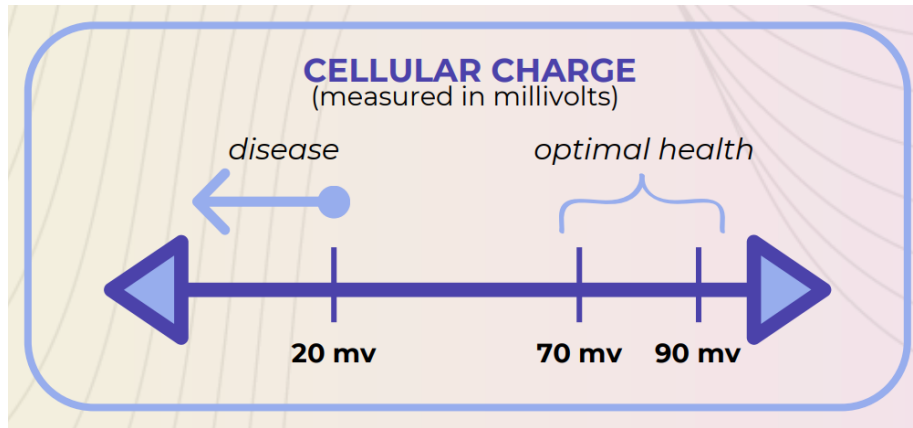 CELLULAR CHARGE
(measured in millivolts)
disease optimal health
20 mv 70 mv 90 mv